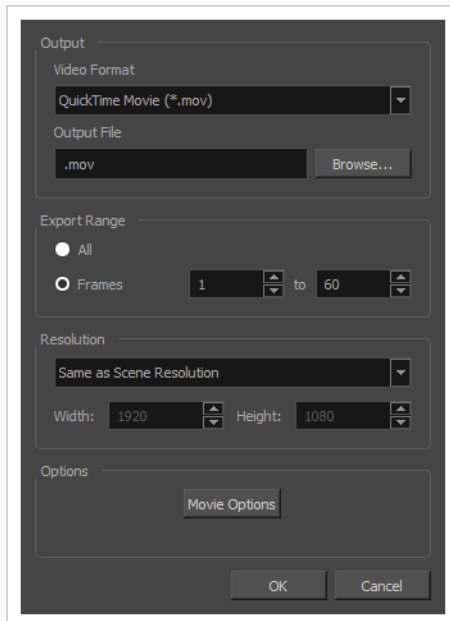 Output
Video Format
QuickTime Movie (*.mov)
Output File
.mov Browse...
Export Range
All
Frames 1 to 60
Resolution
Same as Scene Resolution
Width: 1920 Height: 1080
Options
Movie Options
OK Cancel